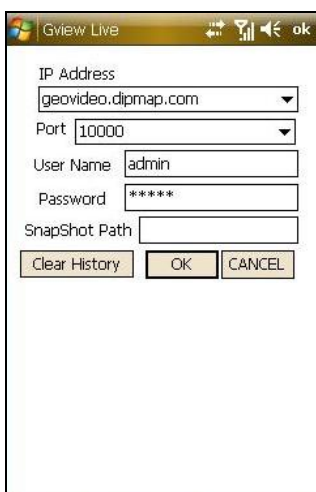 Gview Live ok
IP Address
geovideo.dipmap.com
Port 10000
User Name admin
Password *****
SnapShot Path
Clear History OK CANCEL